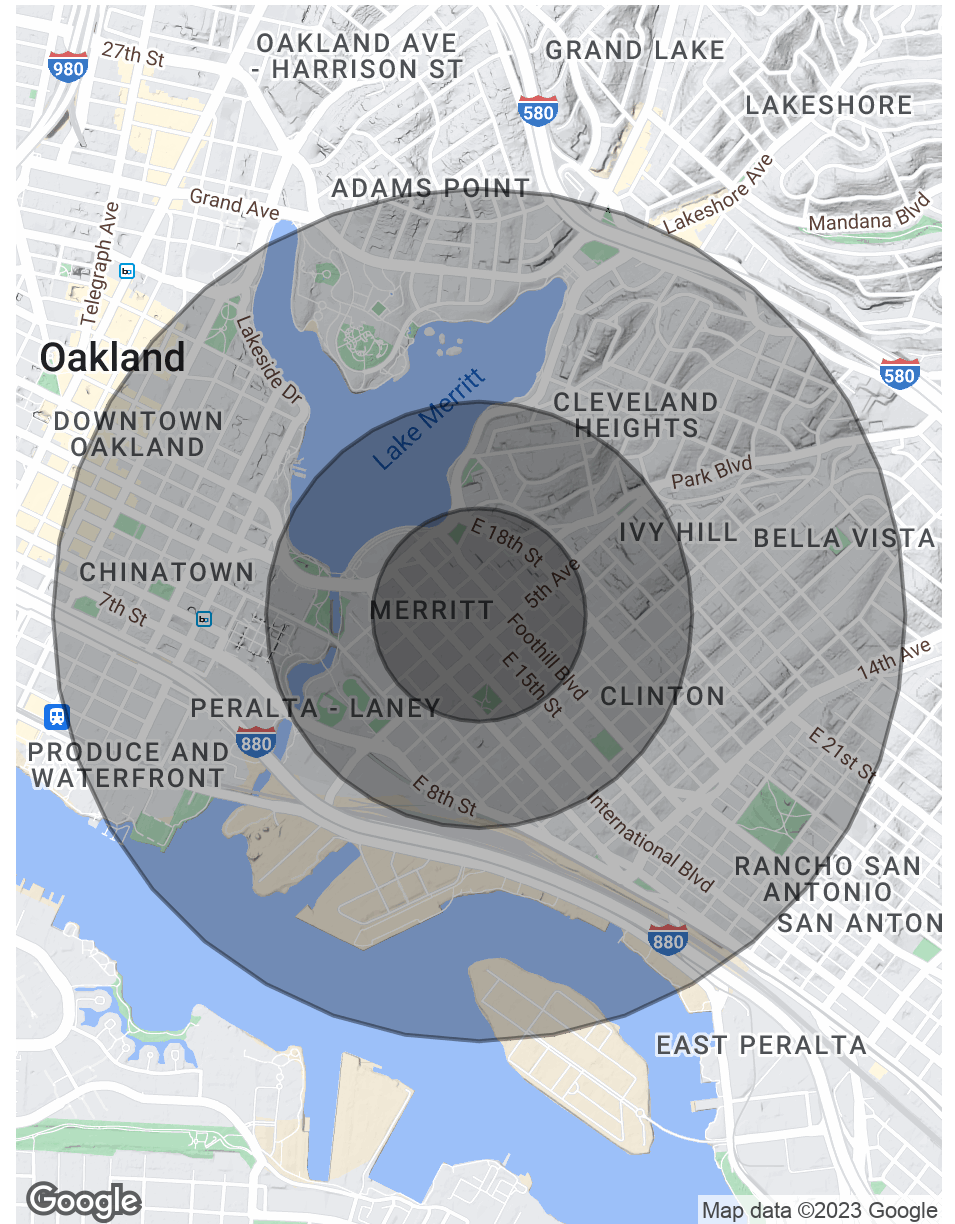 OAKLAND AVE
- HARRISON ST
GRAND LAKE
27th St
980
580
LAKESHORE
ADAMS POINT
Grand Ave
Lakeshore Ave
Mandana Blvd
Telegraph Ave
Lakeside Dr
Oakland
580
Lake Merritt
DOWNTOWN
OAKLAND
CLEVELAND
HEIGHTS
Park Blvd
E 18th St
IVY HILL
BELLA VISTA
CHINATOWN
5th Ave
7th St
MERRITT
Foothill Blvd
E 15th St
14th Ave
CLINTON
PERALTA - LANEY
880
PRODUCE AND
WATERFRONT
E 21st St
E 8th St
International Blvd
RANCHO SAN
ANTONIO
SAN ANTON
880
EAST PERALTA
Google
Map data ©2023 Google